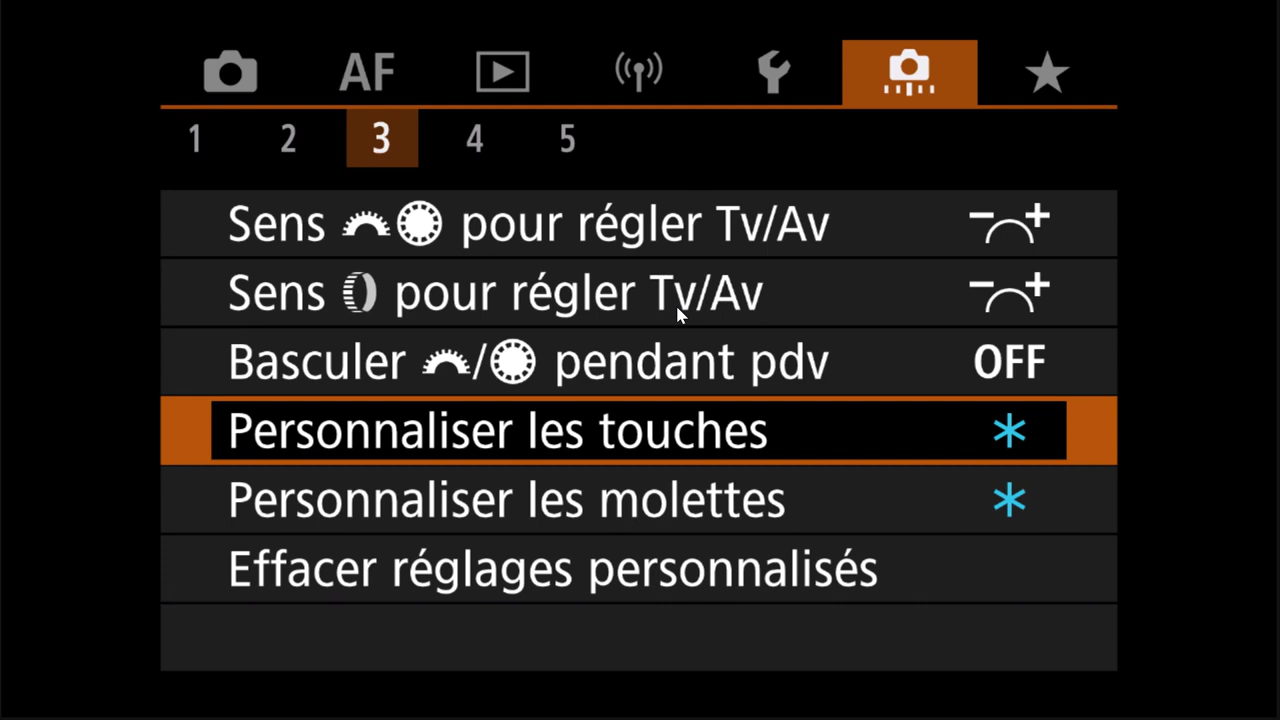 AF
1 2 3 4 5
Sens pour régler Tv/Av - +
Sens pour régler Tv/Av - +
Basculer / pendant pdv OFF
Personnaliser les touches *
Personnaliser les molettes *
Effacer réglages personnalisés